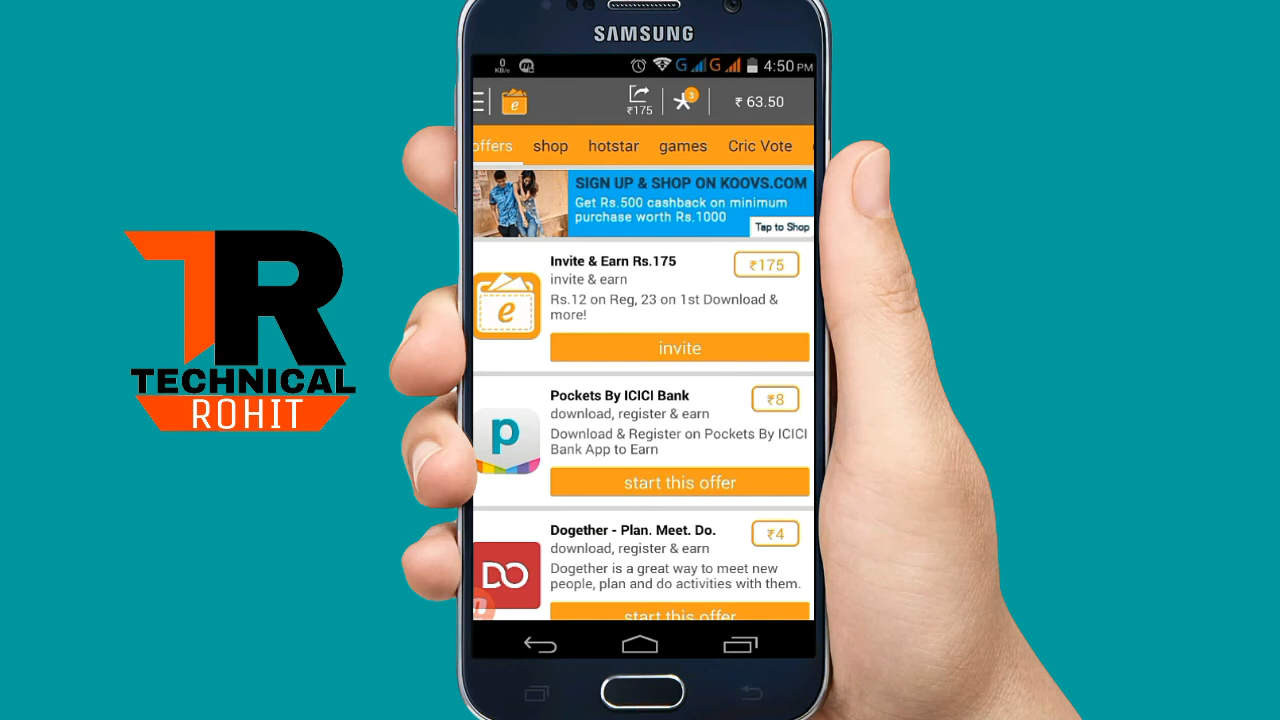 SAMSUNG
0
KB/s
G
G
4:50 PM
e
₹175
3
₹ 63.50
offers
shop
hotstar
games
Cric Vote
SIGN UP & SHOP ON KOOVS.COM
Get Rs.500 cashback on minimum
purchase worth Rs.1000
Tap to Shop
Invite & Earn Rs.175
₹175
invite & earn
Rs.12 on Reg, 23 on 1st Download &
more!
e
invite
Pockets By ICICI Bank
₹8
download, register & earn
Download & Register on Pockets By ICICI
Bank App to Earn
p
start this offer
Dogether - Plan. Meet. Do.
₹4
download, register & earn
Dogether is a great way to meet new
people, plan and do activities with them.
DO
start this offer
TR
TECHNICAL
ROHIT